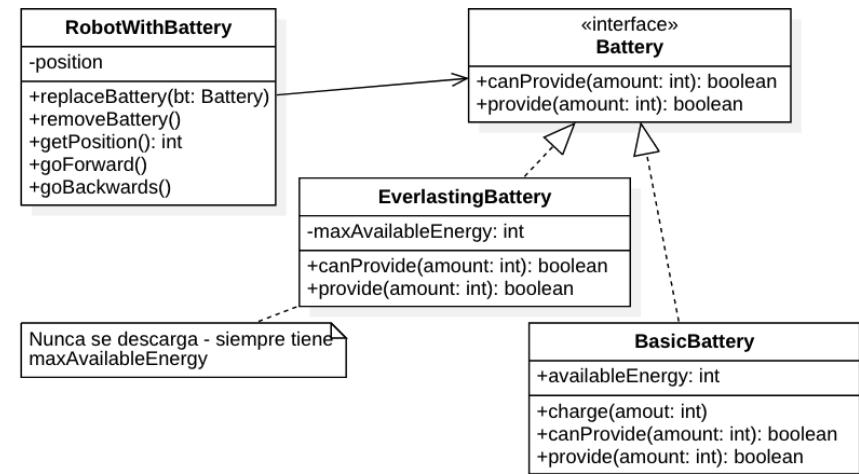 RobotWithBattery
-position
+replaceBattery(bt: Battery)
+removeBattery()
+getPosition(): int
+goForward()
+goBackwards()
«interface»
Battery
+canProvide(amount: int): boolean
+provide(amount: int): boolean
EverlastingBattery
-maxAvailableEnergy: int
+canProvide(amount: int): boolean
+provide(amount: int): boolean
Nunca se descarga - siempre tiene
maxAvailableEnergy
BasicBattery
+availableEnergy: int
+charge(amout: int)
+canProvide(amount: int): boolean
+provide(amount: int): boolean